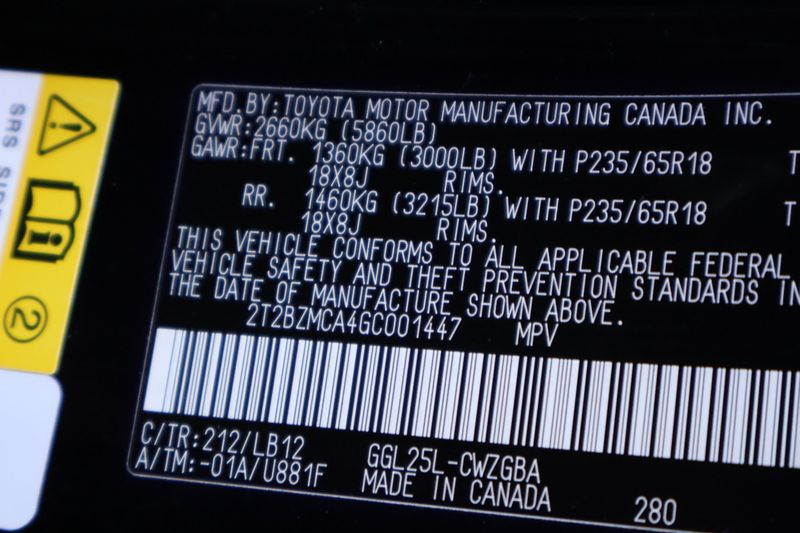 MFD.BY:TOYOTA MOTOR MANUFACTURING CANADA INC.
GVWR:2660KG (5860LB)
GAWR:FRT. 1360KG (3000LB) WITH P235/65R18 T
18X8J RIMS.
RR. 1460KG (3215LB) WITH P235/65R18 T
18X8J RIMS.
THIS VEHICLE CONFORMS TO ALL APPLICABLE FEDERAL
VEHICLE SAFETY AND THEFT PREVENTION STANDARDS IN
THE DATE OF MANUFACTURE SHOWN ABOVE.
2T2BZMCA4GC001447 MPV
C/TR:212/LB12 GGL25L-CWZGBA
A/TM:-01A/U881F MADE IN CANADA 280
SRS SIDE
2